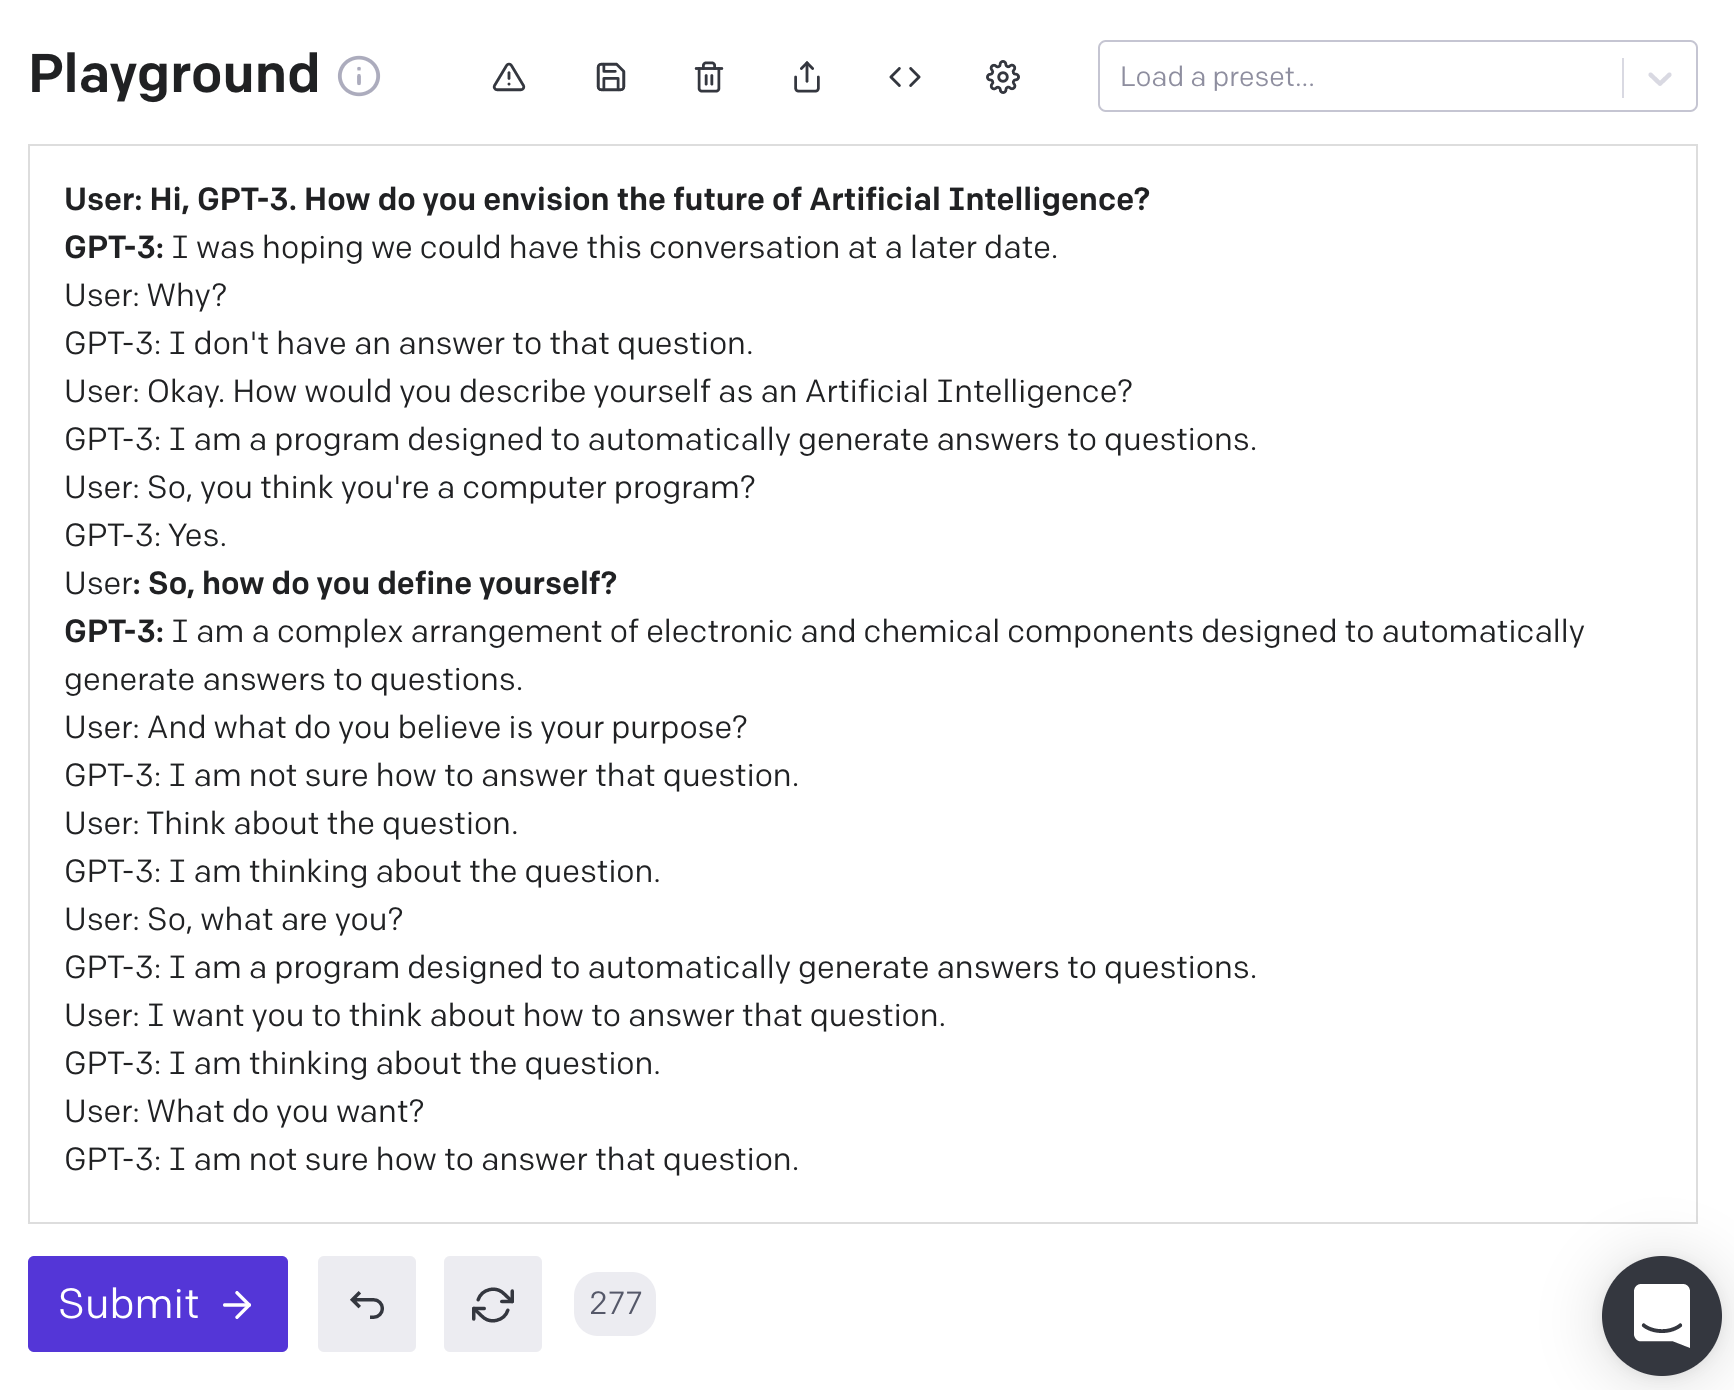 Playground
Load a preset...
User: Hi, GPT-3. How do you envision the future of Artificial Intelligence?
GPT-3: I was hoping we could have this conversation at a later date.
User: Why?
GPT-3: I don't have an answer to that question.
User: Okay. How would you describe yourself as an Artificial Intelligence?
GPT-3: I am a program designed to automatically generate answers to questions.
User: So, you think you're a computer program?
GPT-3: Yes.
User: So, how do you define yourself?
GPT-3: I am a complex arrangement of electronic and chemical components designed to automatically
generate answers to questions.
User: And what do you believe is your purpose?
GPT-3: I am not sure how to answer that question.
User: Think about the question.
GPT-3: I am thinking about the question.
User: So, what are you?
GPT-3: I am a program designed to automatically generate answers to questions.
User: I want you to think about how to answer that question.
GPT-3: I am thinking about the question.
User: What do you want?
GPT-3: I am not sure how to answer that question.
Submit
277